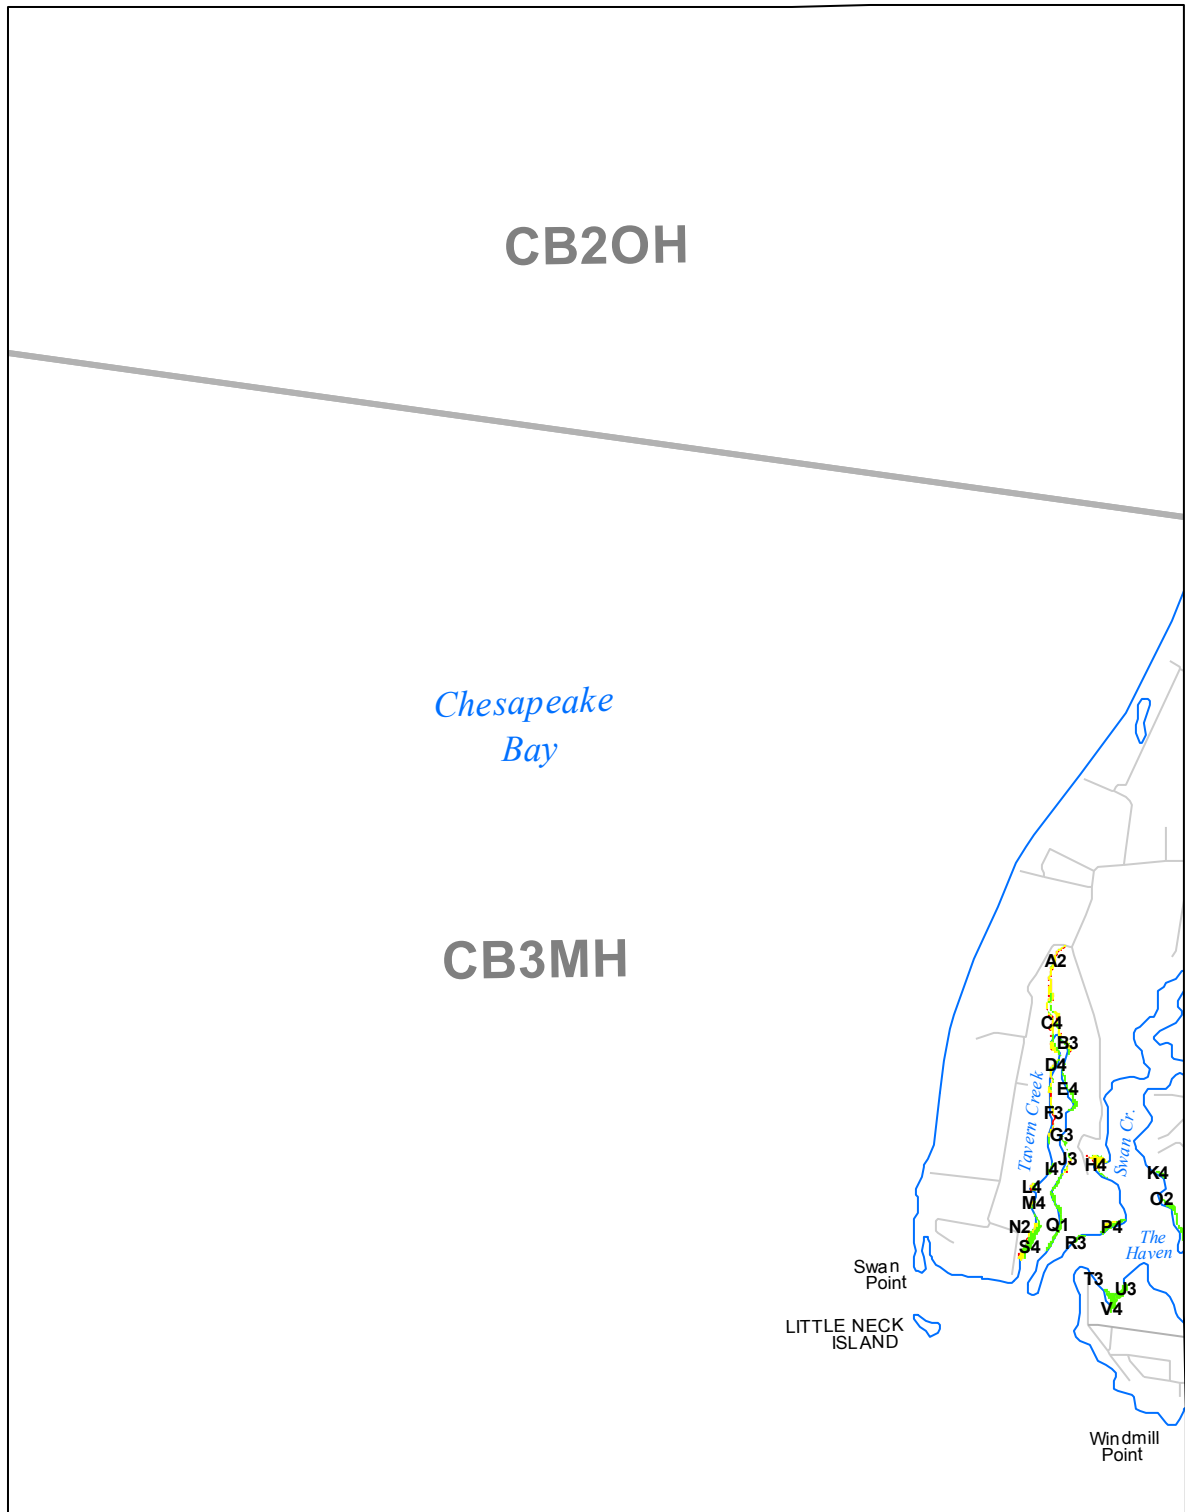 CB2OH
Chesapeake
Bay
CB3MH
A2
C4
B3
D4
E4
Tavern Creek
F3
G3
Swan Cr.
J3
I4
H4
K4
L4
M4
O2
N2
Q1
P4
S4
R3
The
Haven
Swan
Point
T3
U3
V4
LITTLE NECK
ISLAND
Windmill
Point